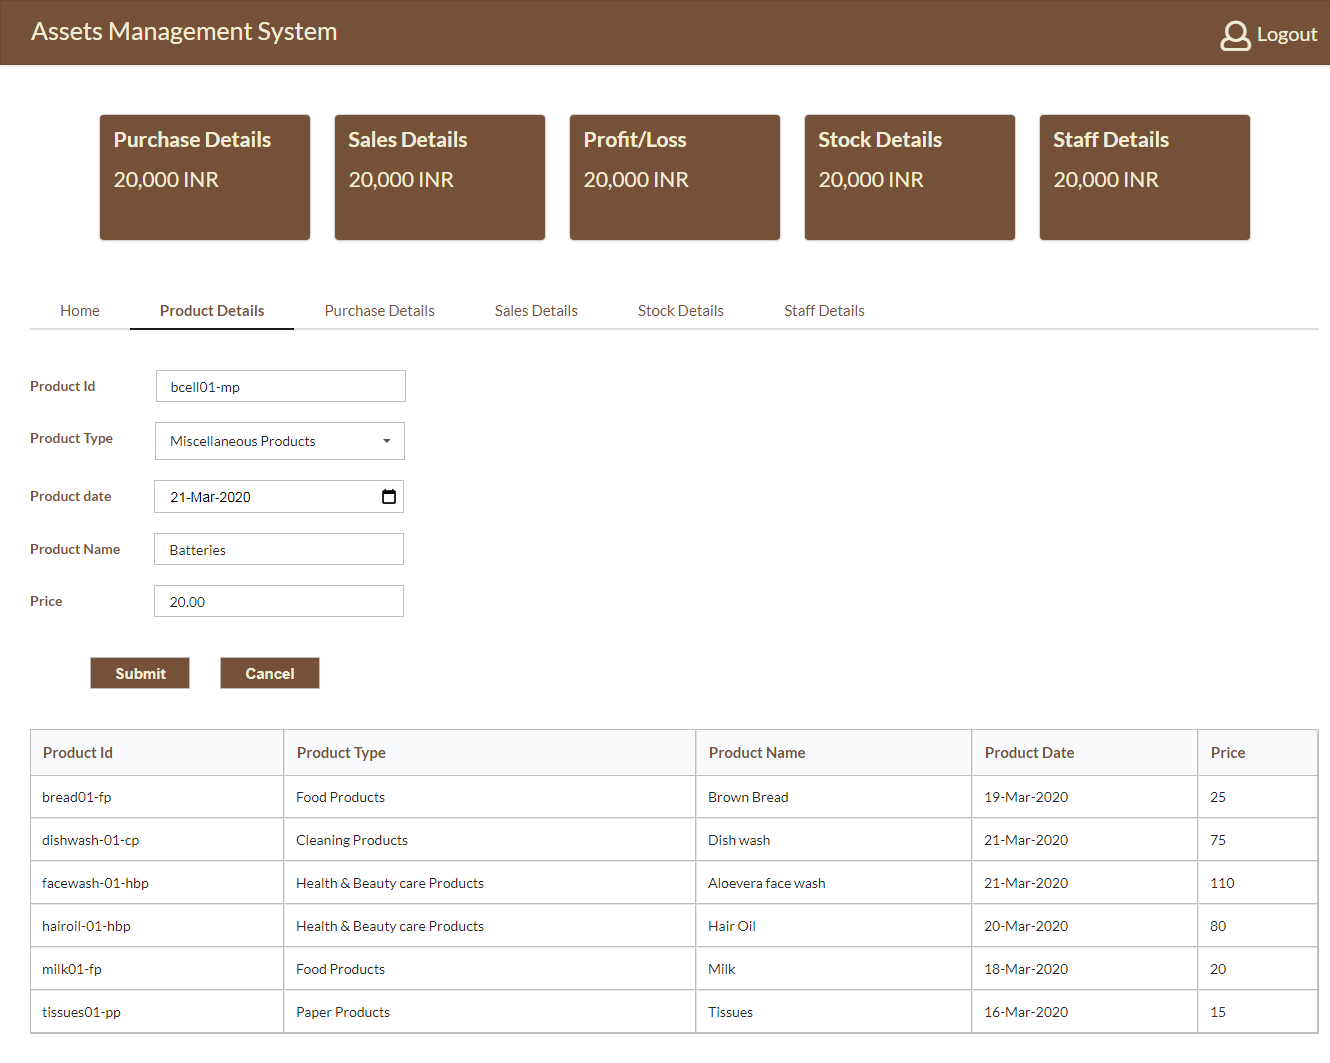 Assets Management System
Logout
Purchase Details Sales Details Profit/Loss Stock Details Staff Details
20,000 INR 20,000 INR 20,000 INR 20,000 INR 20,000 INR
Home Product Details Purchase Details Sales Details Stock Details Staff Details
Product Id bcell01-mp
Product Type Miscellaneous Products
Product date 21-Mar-2020
Product Name Batteries
Price 20.00
Submit Cancel
Product Id Product Type Product Name Product Date Price
bread01-fp Food Products Brown Bread 19-Mar-2020 25
dishwash-01-cp Cleaning Products Dish wash 21-Mar-2020 75
facewash-01-hbp Health & Beauty care Products Aloevera face wash 21-Mar-2020 110
hairoil-01-hbp Health & Beauty care Products Hair Oil 20-Mar-2020 80
milk01-fp Food Products Milk 18-Mar-2020 20
tissues01-pp Paper Products Tissues 16-Mar-2020 15